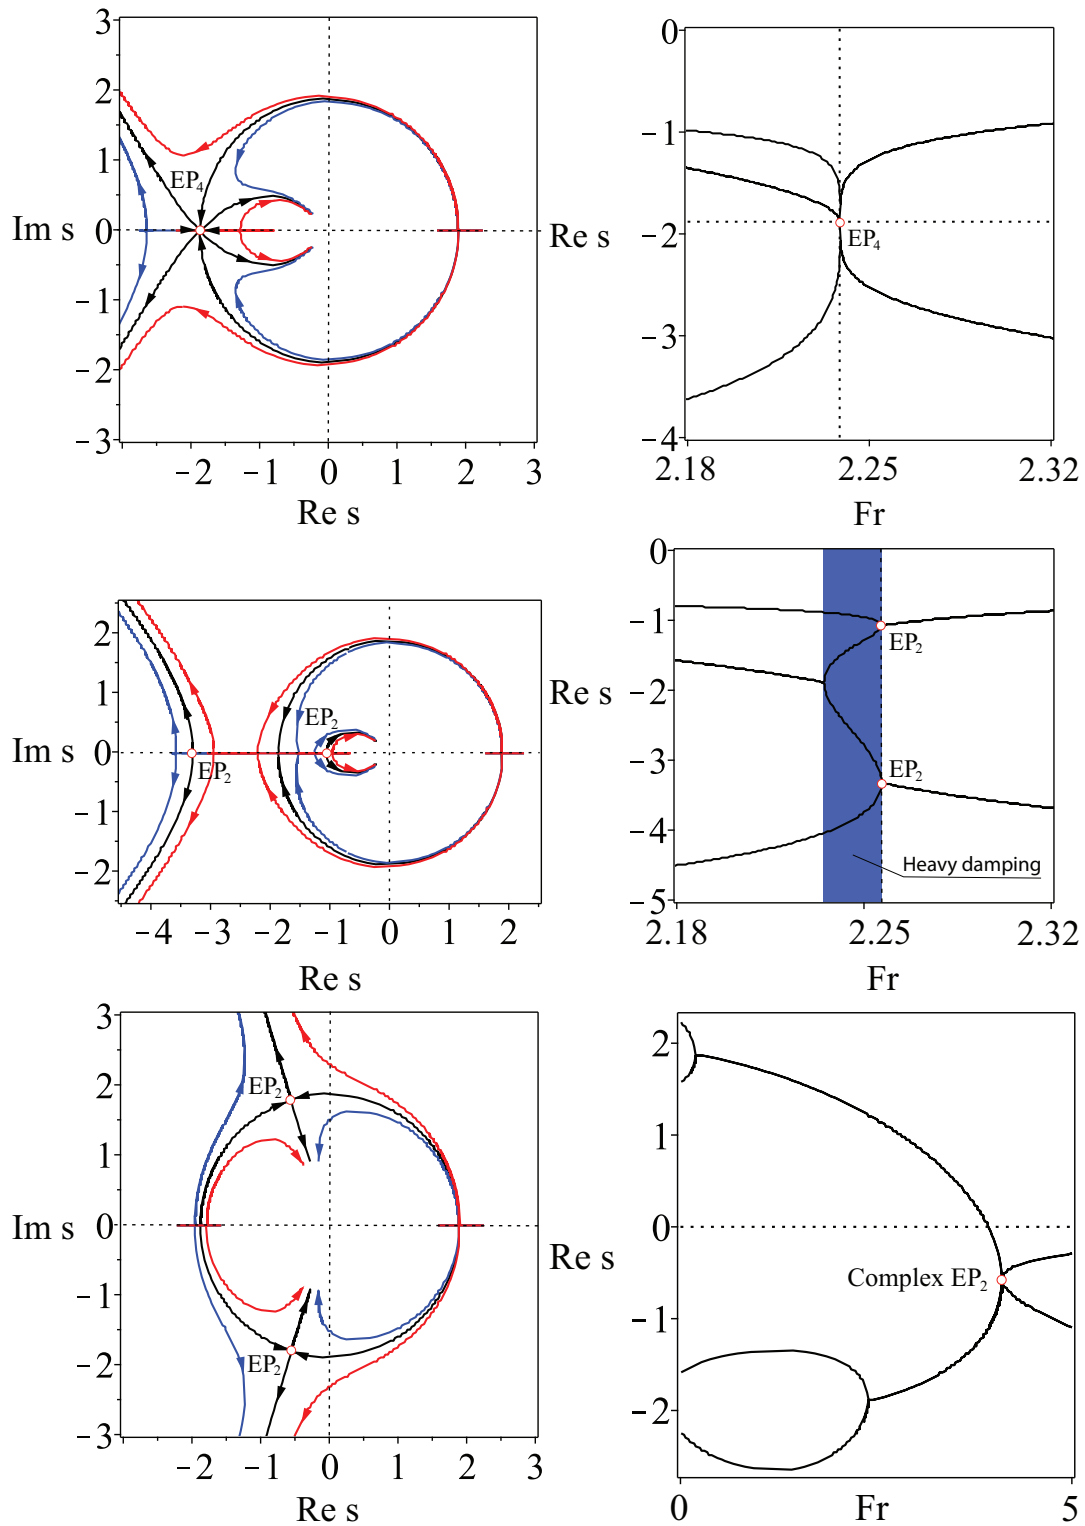 3
2
1
0
−1
−2
−3
Im s
EP4
−2 −1 0 1 2 3
Re s
0
−1
−2
−3
−4
Re s
EP4
2.18 2.25 2.32
Fr
2
1
0
−1
−2
Im s
EP2
EP2
−4 −3 −2 −1 0 1 2
Re s
0
−1
−2
−3
−4
−5
Re s
EP2
EP2
Heavy damping
2.18 2.25 2.32
Fr
3
2
1
0
−1
−2
−3
Im s
EP2
EP2
−2 −1 0 1 2 3
Re s
2
1
0
−1
−2
Re s
Complex EP2
0 Fr 5